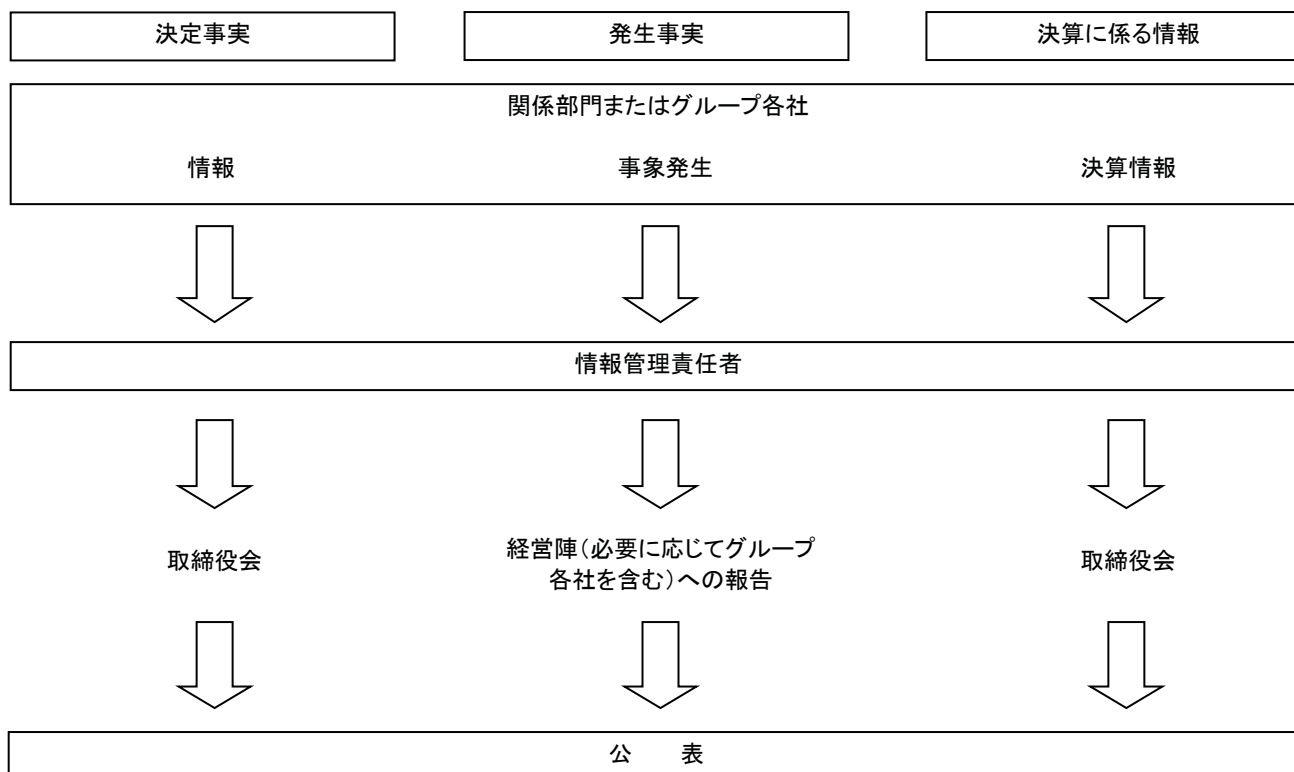 決定事実
発生事実
決算に係る情報
関係部門またはグループ各社
情報
事象発生
決算情報
情報管理責任者
取締役会
経営陣（必要に応じてグループ
各社を含む）への報告
取締役会
公　　表